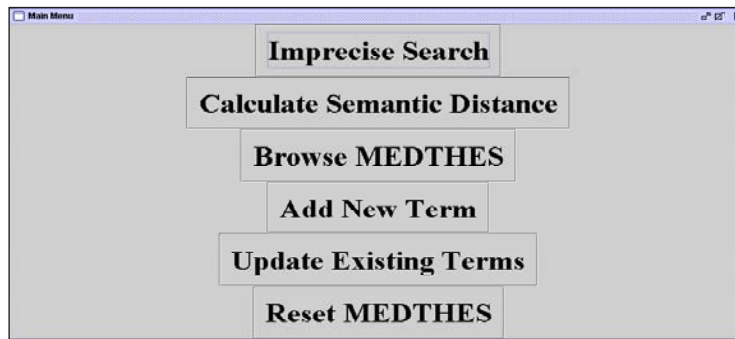 Main Menu
Imprecise Search
Calculate Semantic Distance
Browse MEDTHES
Add New Term
Update Existing Terms
Reset MEDTHES